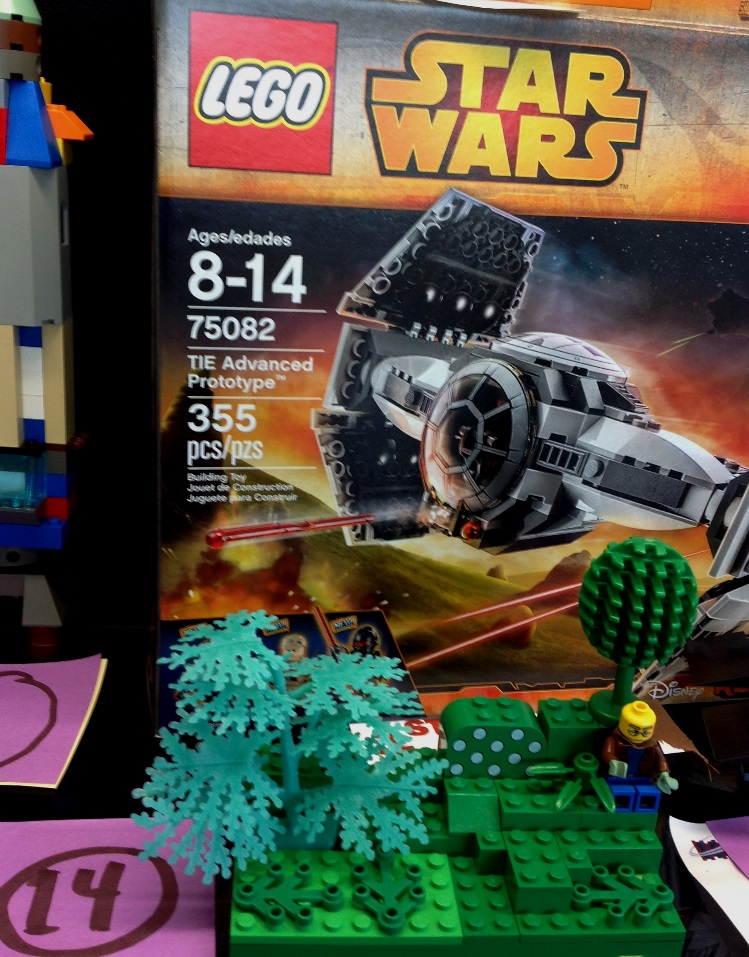 LEGO
STAR
WARS
TM
Ages/edades
8-14
75082
TIE Advanced
Prototype™
355
pcs/pzs
Building Toy
Jouet de Construction
Juguete para Construir
Disney
14